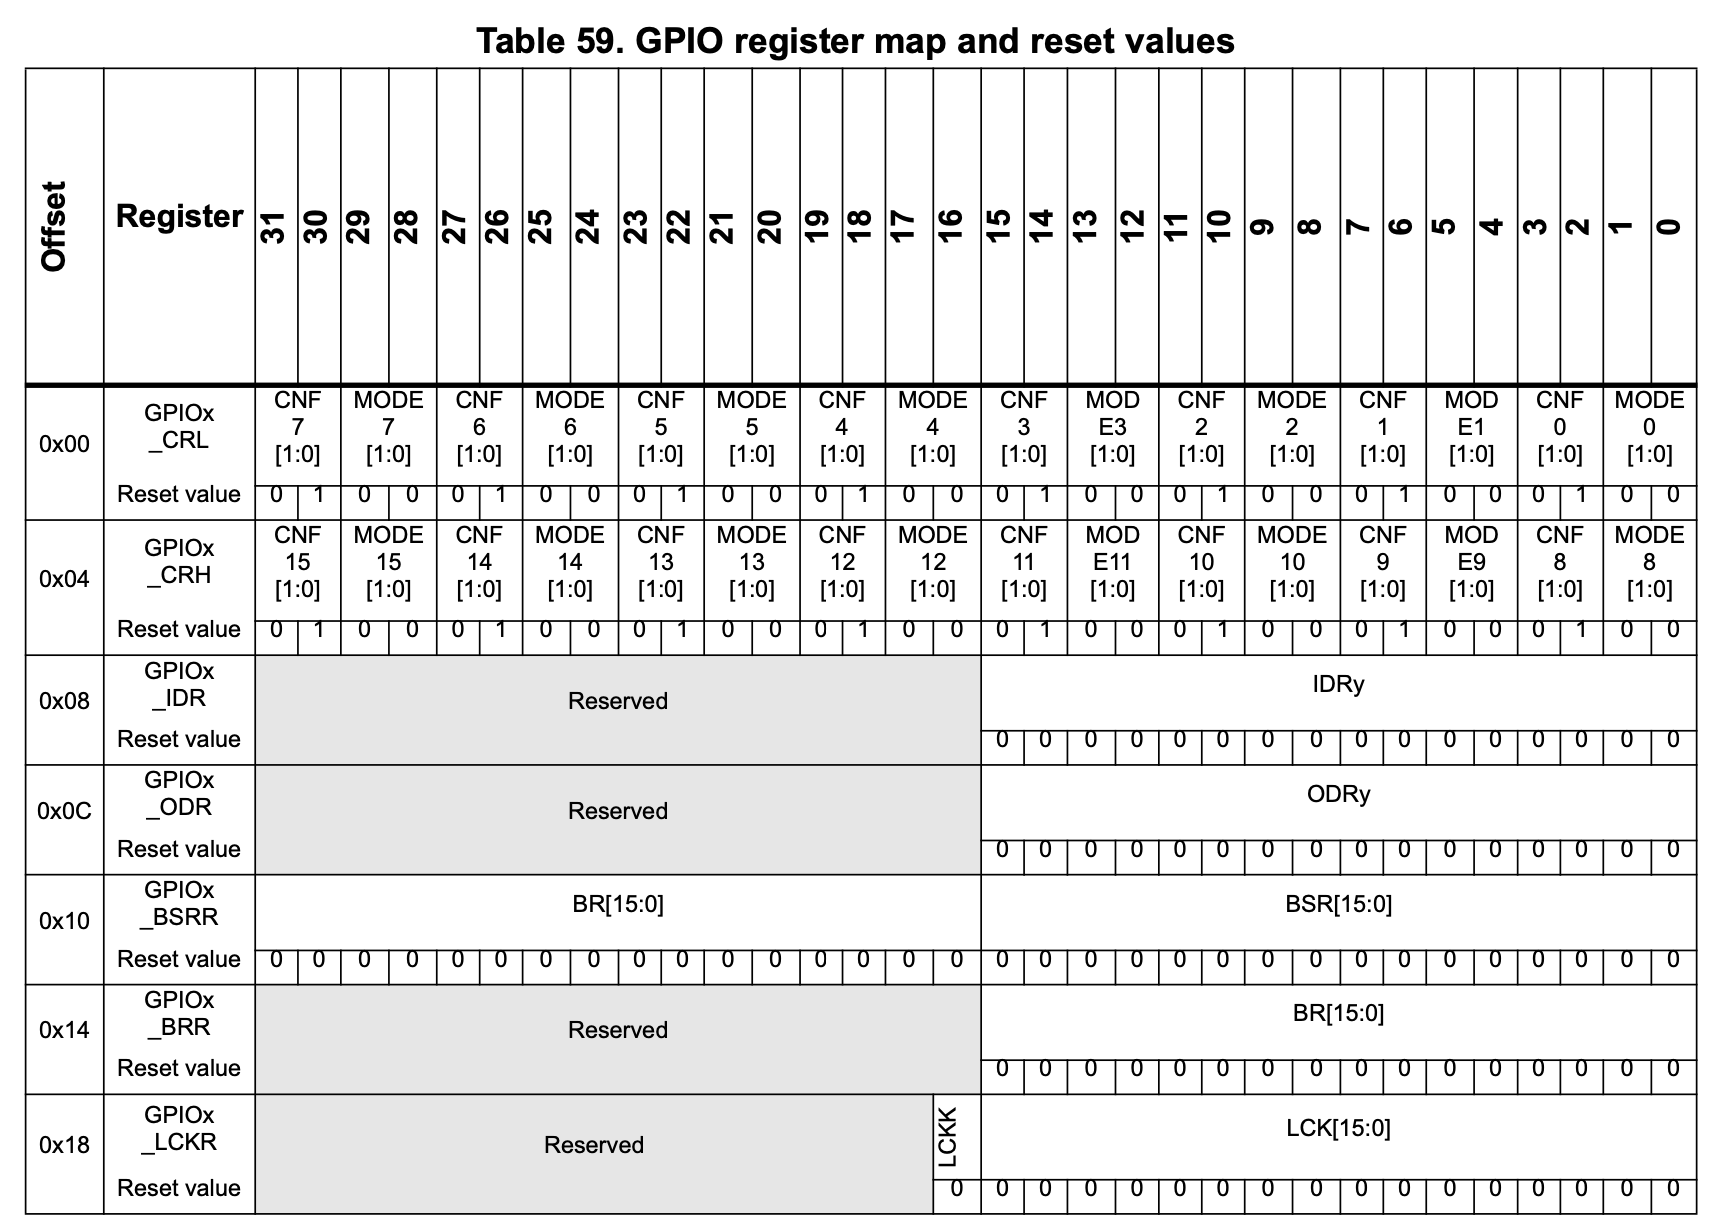 Table 59. GPIO register map and reset values
Offset Register 31 30 29 28 27 26 25 24 23 22 21 20 19 18 17 16 15 14 13 12 11 10 9 8 7 6 5 4 3 2 1 0
0x00 GPIOx _CRL CNF 7 [1:0] MODE 7 [1:0] CNF 6 [1:0] MODE 6 [1:0] CNF 5 [1:0] MODE 5 [1:0] CNF 4 [1:0] MODE 4 [1:0] CNF 3 [1:0] MOD E3 [1:0] CNF 2 [1:0] MODE 2 [1:0] CNF 1 [1:0] MOD E1 [1:0] CNF 0 [1:0] MODE 0 [1:0]
Reset value 0 1 0 0 0 1 0 0 0 1 0 0 0 1 0 0 0 1 0 0 0 1 0 0 0 1 0 0 0 1 0 0
0x04 GPIOx _CRH CNF 15 [1:0] MODE 15 [1:0] CNF 14 [1:0] MODE 14 [1:0] CNF 13 [1:0] MODE 13 [1:0] CNF 12 [1:0] MODE 12 [1:0] CNF 11 [1:0] MOD E11 [1:0] CNF 10 [1:0] MODE 10 [1:0] CNF 9 [1:0] MOD E9 [1:0] CNF 8 [1:0] MODE 8 [1:0]
Reset value 0 1 0 0 0 1 0 0 0 1 0 0 0 1 0 0 0 1 0 0 0 1 0 0 0 1 0 0 0 1 0 0
0x08 GPIOx _IDR Reserved IDRy
Reset value 0 0 0 0 0 0 0 0 0 0 0 0 0 0 0 0
0x0C GPIOx _ODR Reserved ODRy
Reset value 0 0 0 0 0 0 0 0 0 0 0 0 0 0 0 0
0x10 GPIOx _BSRR BR[15:0] BSR[15:0]
Reset value 0 0 0 0 0 0 0 0 0 0 0 0 0 0 0 0 0 0 0 0 0 0 0 0 0 0 0 0 0 0 0 0
0x14 GPIOx _BRR Reserved BR[15:0]
Reset value 0 0 0 0 0 0 0 0 0 0 0 0 0 0 0 0
0x18 GPIOx _LCKR Reserved LCKK LCK[15:0]
Reset value 0 0 0 0 0 0 0 0 0 0 0 0 0 0 0 0 0